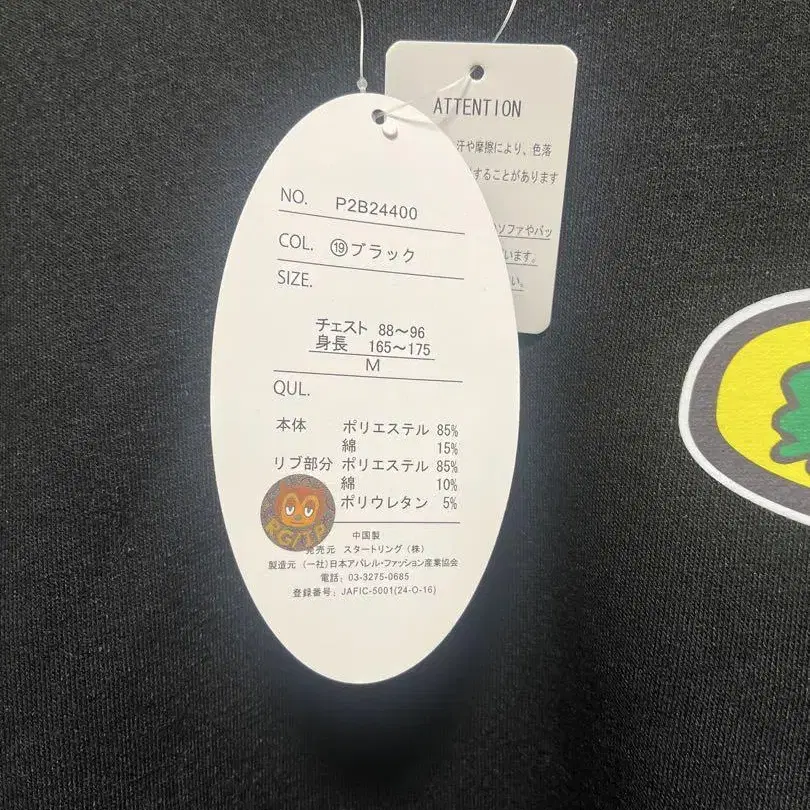 NO. P2B24400
COL. ⑲ブラック
SIZE.
チェスト 88〜96
身長 165〜175
M
QUL.
本体 ポリエステル 85%
綿 15%
リブ部分 ポリエステル 85%
綿 10%
ポリウレタン 5%
RG/T.P
中国製
発売元 スタートリング(株)
製造元 (一社)日本アパレル・ファッション産業協会
電話:03-3275-0685
登録番号:JAFIC-5001(24-O-16)
ATTENTION
汗や摩擦により、色落
することがあります
ソファやバッ
います。
い。